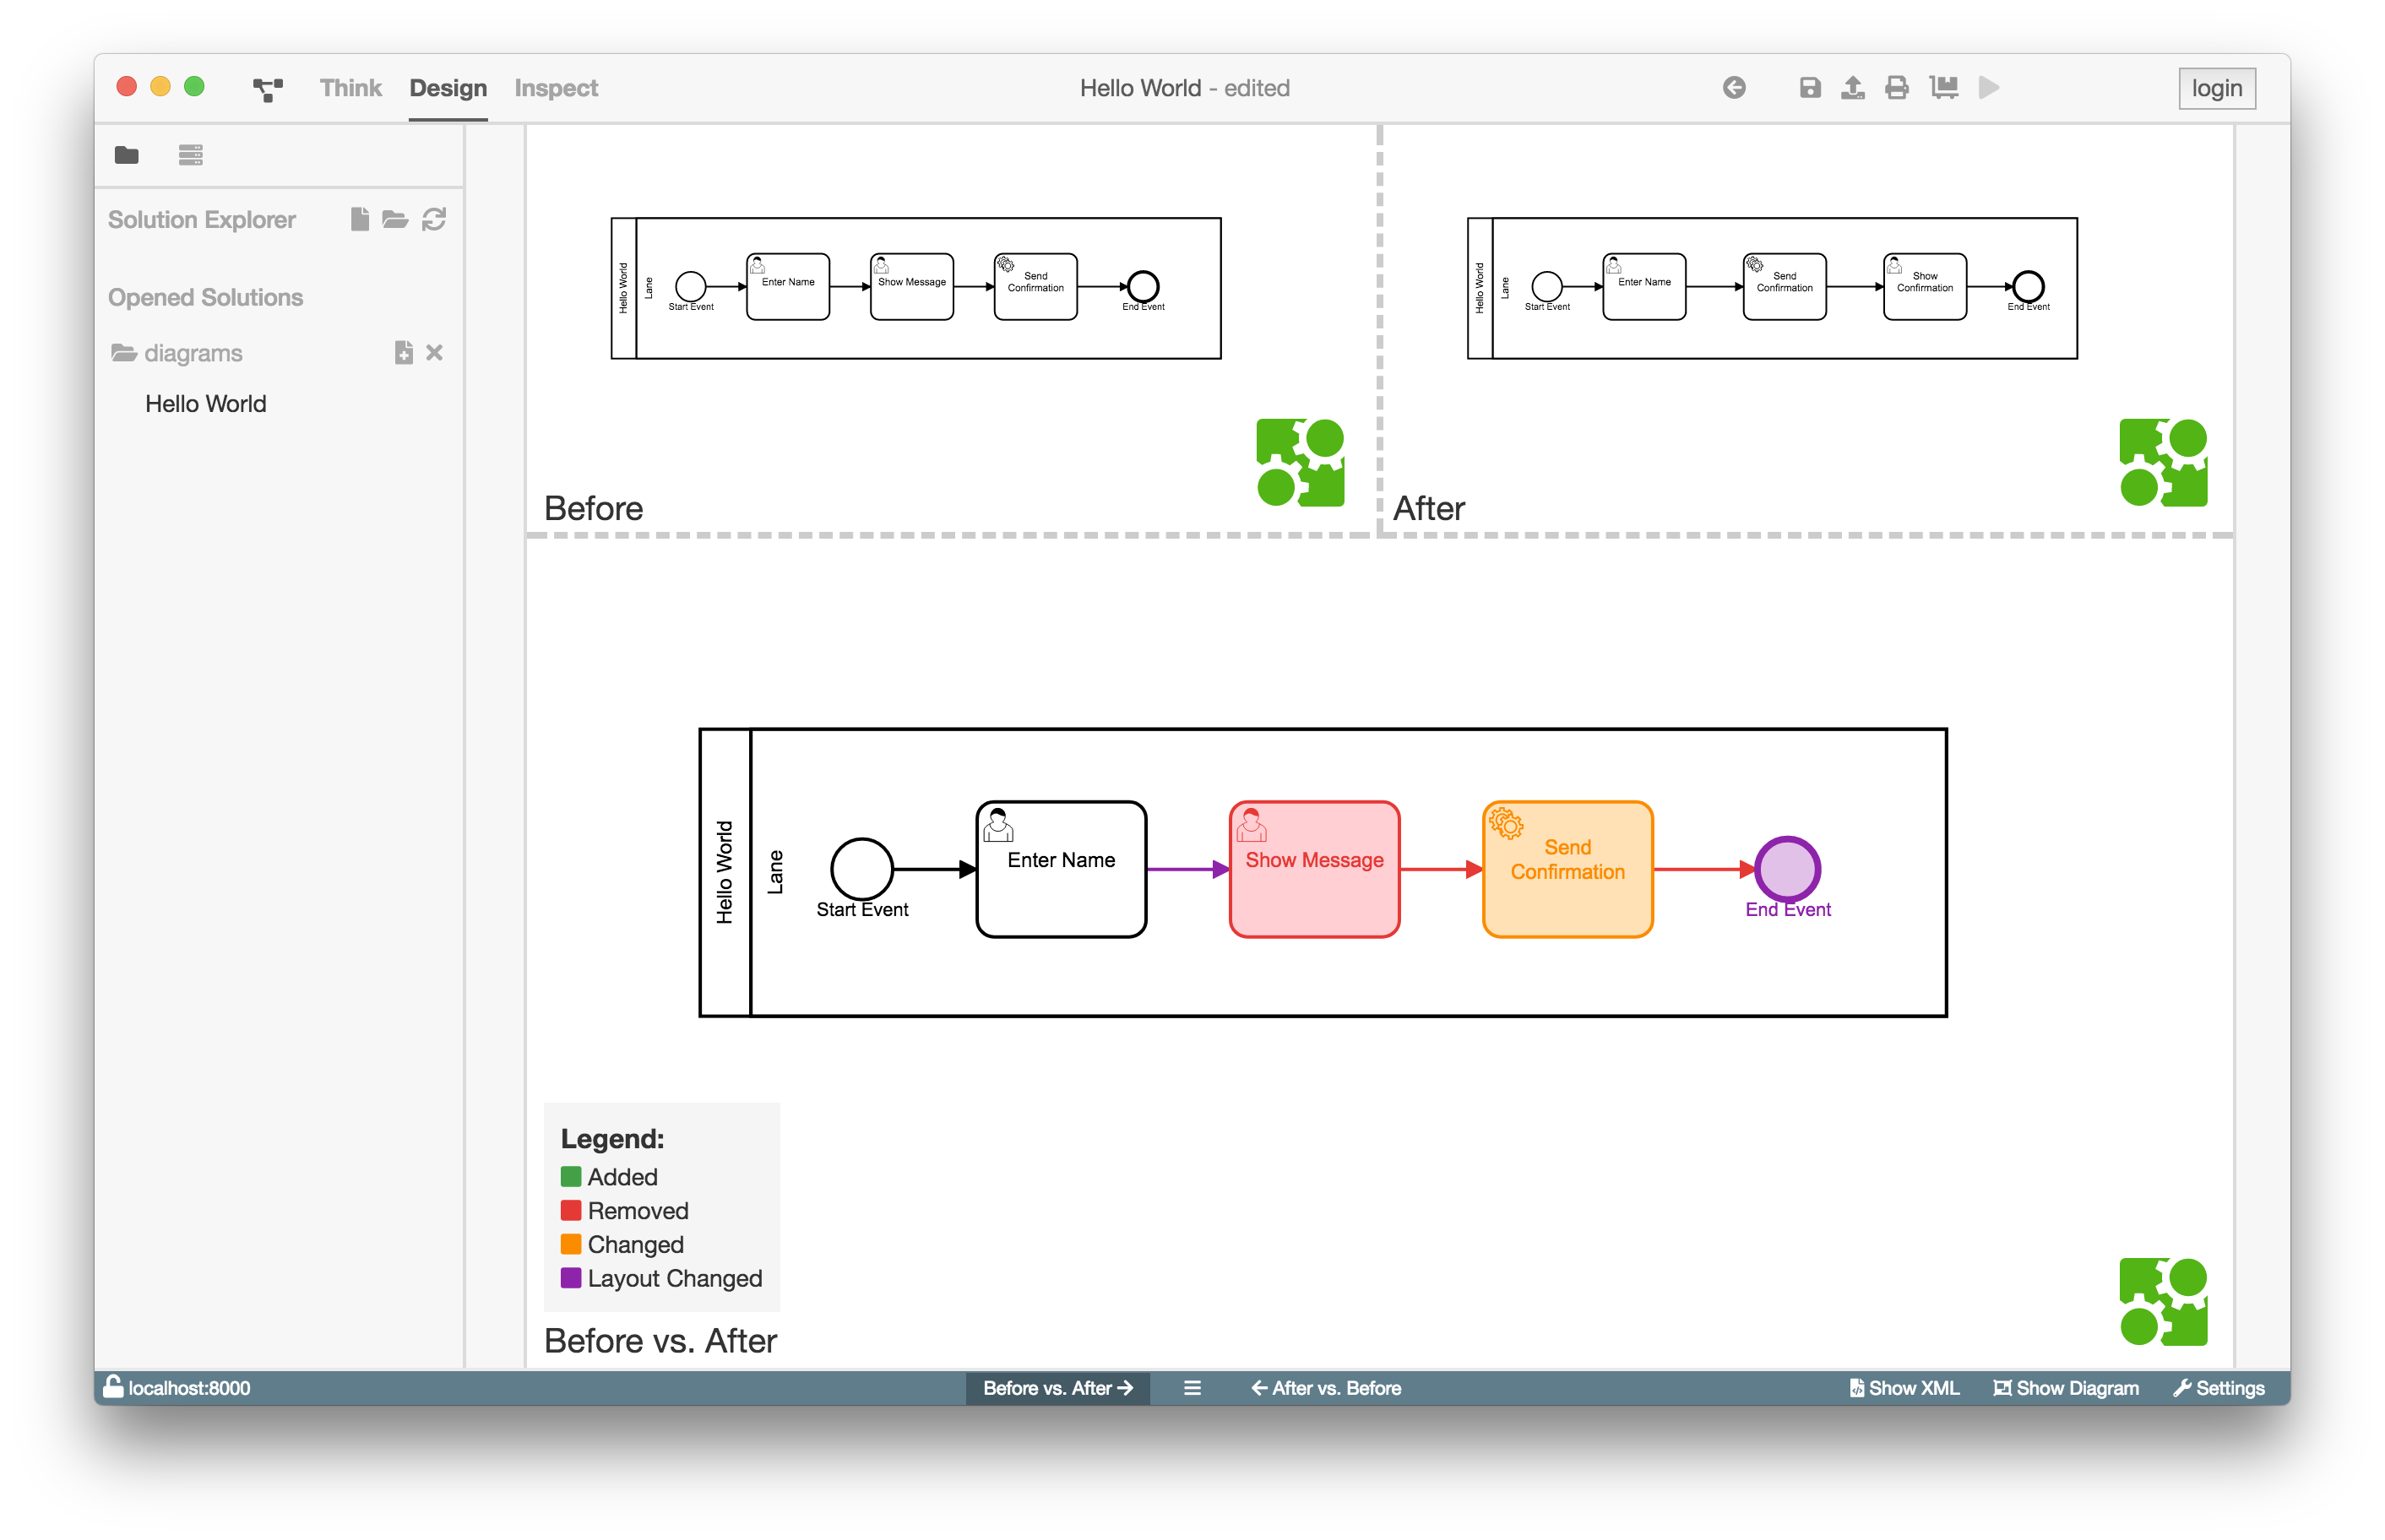 Think Design Inspect
Hello World - edited
login
Solution Explorer
Opened Solutions
diagrams
Hello World
Hello World
Lane
Start Event
Enter Name
Show Message
Send
Confirmation
End Event
Before
Hello World
Lane
Start Event
Enter Name
Send
Confirmation
Show
Confirmation
End Event
After
Hello World
Lane
Start Event
Enter Name
Show Message
Send
Confirmation
End Event
Legend:
Added
Removed
Changed
Layout Changed
Before vs. After
localhost:8000
Before vs. After
After vs. Before
Show XML
Show Diagram
Settings